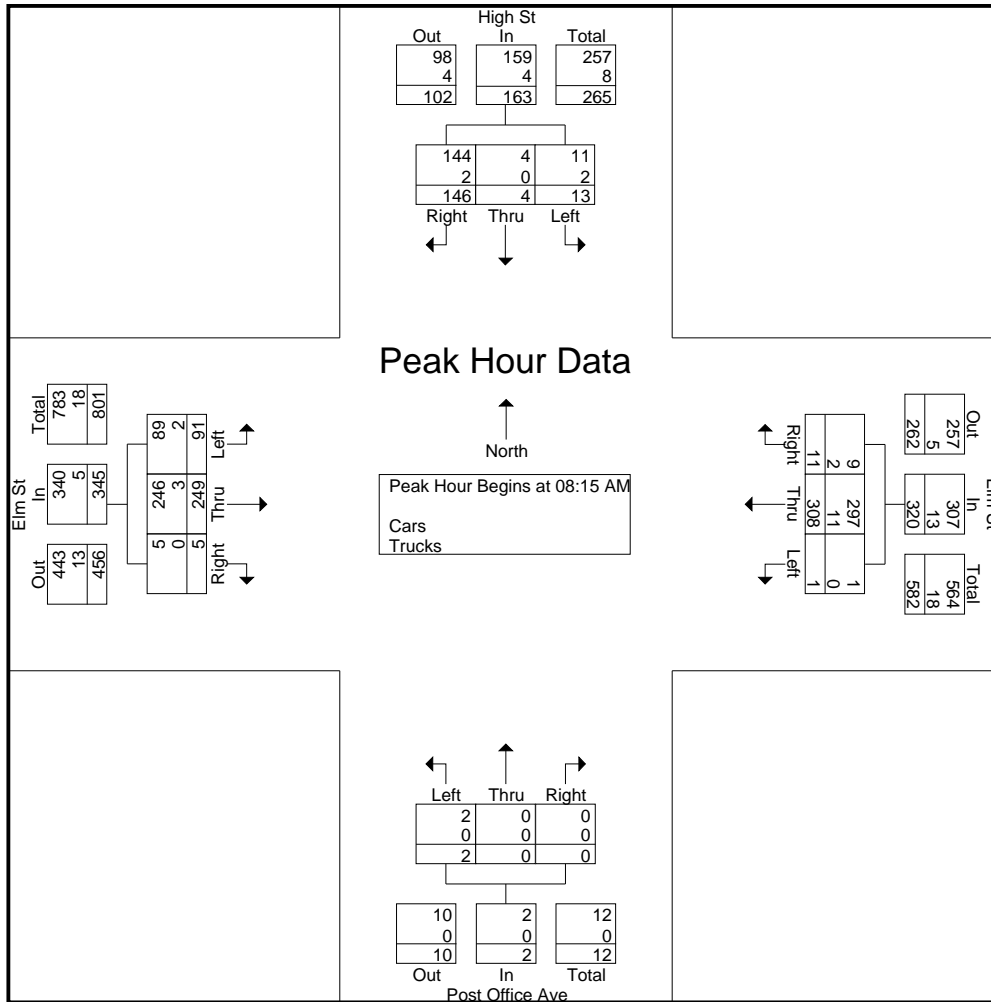 High St
Out In Total
98 159 257
4 4 8
102 163 265
144 4 11
2 0 2
146 4 13
Right Thru Left
Peak Hour Data
North
Peak Hour Begins at 08:15 AM
Cars
Trucks
Elm St
Total In Out
783 340 443
18 5 13
801 345 456
89 246 5
2 3 0
91 249 5
Left Thru Right
Elm St
Out In Total
257 307 564
5 13 18
262 320 582
9 297 1
2 11 0
11 308 1
Right Thru Left
Left Thru Right
2 0 0
0 0 0
2 0 0
10 2 12
0 0 0
10 2 12
Out In Total
Post Office Ave